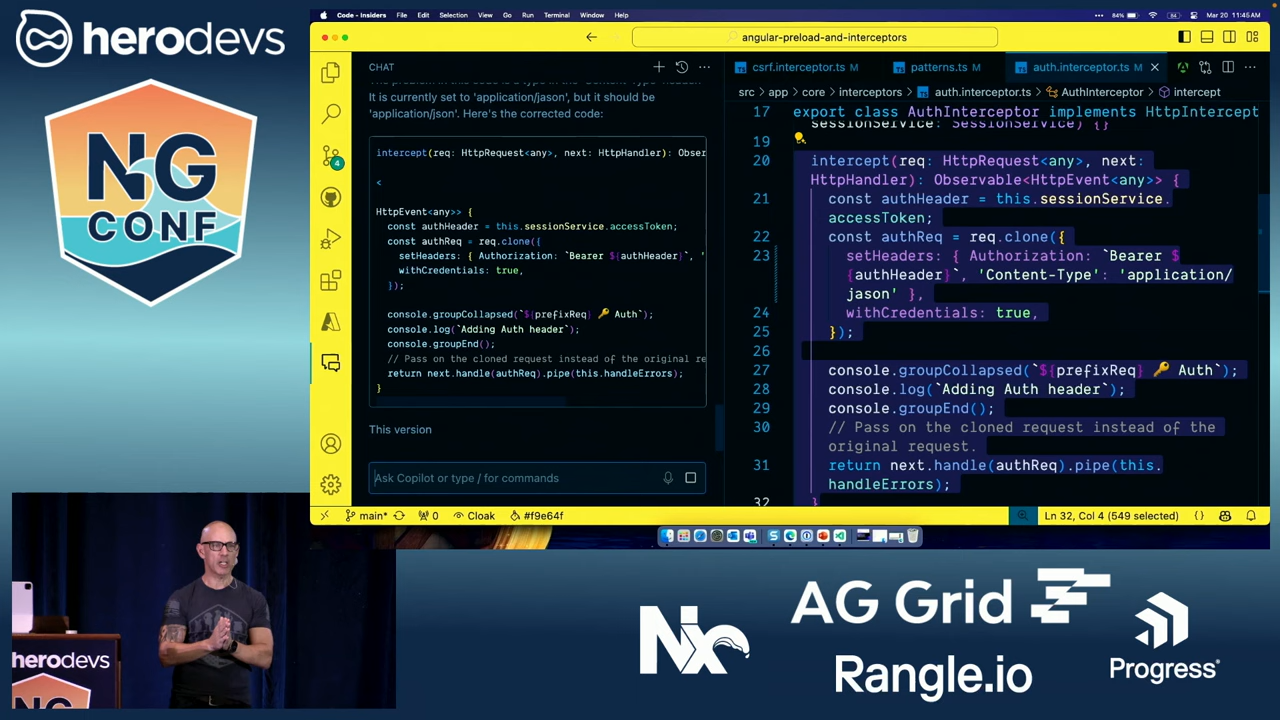 herodevs
NG
CONF
Code - Insiders File Edit Selection View Go Run Terminal Window Help
84% Mar 20 11:45 AM
angular-preload-and-interceptors
CHAT
It is currently set to 'application/jason', but it should be
'application/json'. Here's the corrected code:
intercept(req: HttpRequest<any>, next: HttpHandler): Obser
<
HttpEvent<any>> {
const authHeader = this.sessionService.accessToken;
const authReq = req.clone({
setHeaders: { Authorization: `Bearer ${authHeader}`, '
withCredentials: true,
});
console.groupCollapsed(`${prefixReq} 🔑 Auth`);
console.log(`Adding Auth header`);
console.groupEnd();
// Pass on the cloned request instead of the original re
return next.handle(authReq).pipe(this.handleErrors);
}
This version
Ask Copilot or type / for commands
csrf.interceptor.ts M patterns.ts M auth.interceptor.ts M
src > app > core > interceptors > auth.interceptor.ts > AuthInterceptor > intercept
17 export class AuthInterceptor implements HttpIntercept
sessionService: SessionService) {}
19
20 intercept(req: HttpRequest<any>, next:
HttpHandler): Observable<HttpEvent<any>> {
21 const authHeader = this.sessionService.
accessToken;
22 const authReq = req.clone({
23 setHeaders: { Authorization: `Bearer $
{authHeader}`, 'Content-Type': 'application/
jason' },
24 withCredentials: true,
25 });
26
27 console.groupCollapsed(`${prefixReq} 🔑 Auth`);
28 console.log(`Adding Auth header`);
29 console.groupEnd();
30 // Pass on the cloned request instead of the
original request.
31 return next.handle(authReq).pipe(this.
handleErrors);
32 }
4
main* 0 Cloak #f9e64f
Ln 32, Col 4 (549 selected) {}
herodevs
Nx
AG Grid
Rangle.io
Progress